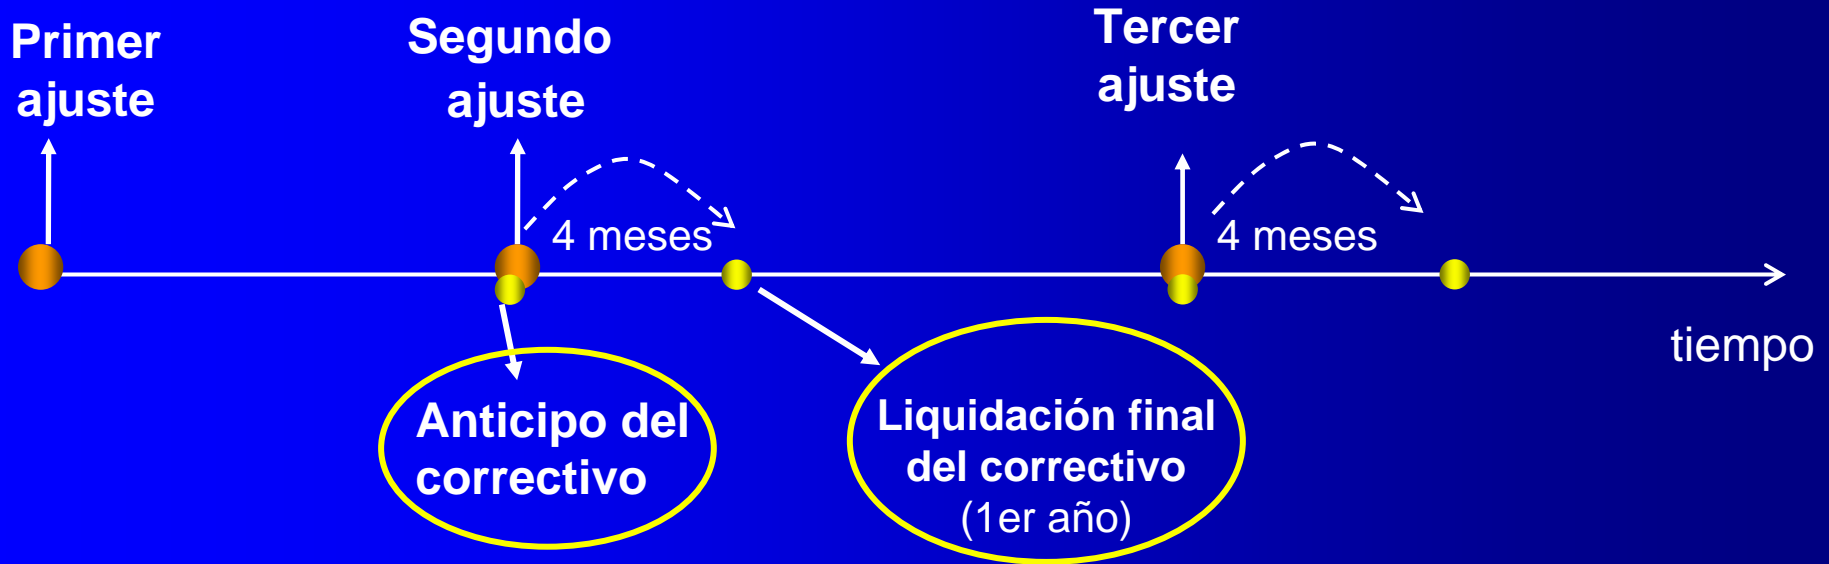 Primer
ajuste
Segundo
ajuste
Tercer
ajuste
4 meses
4 meses
tiempo
Anticipo del
correctivo
Liquidación final
del correctivo
(1er año)